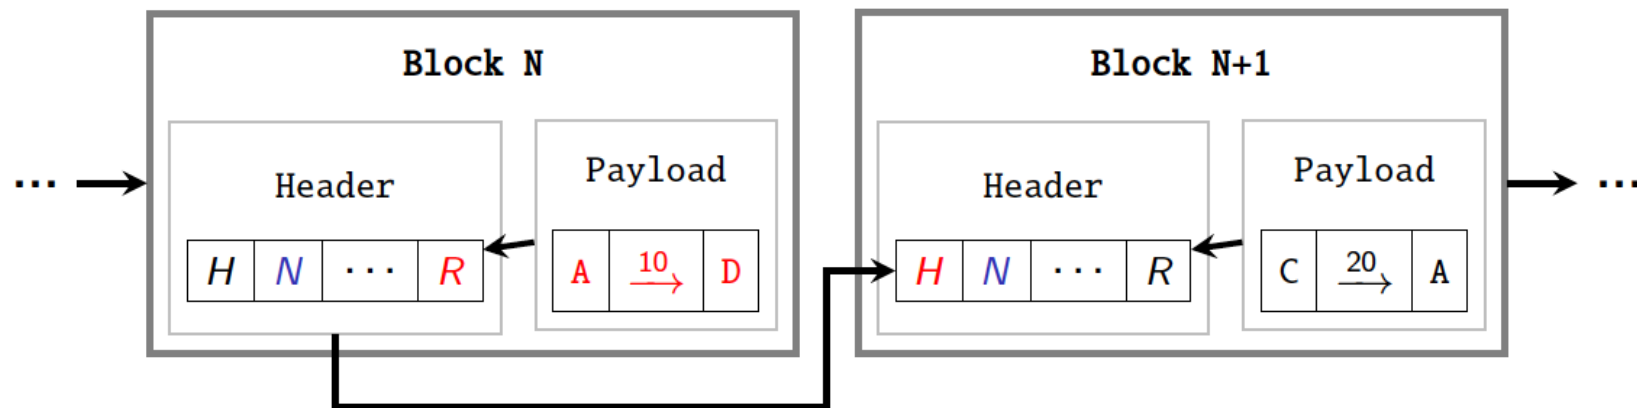 Block N
Block N+1
Header
Payload
Header
Payload
... ...
H N ... R
A 10 D
H N ... R
C 20 A